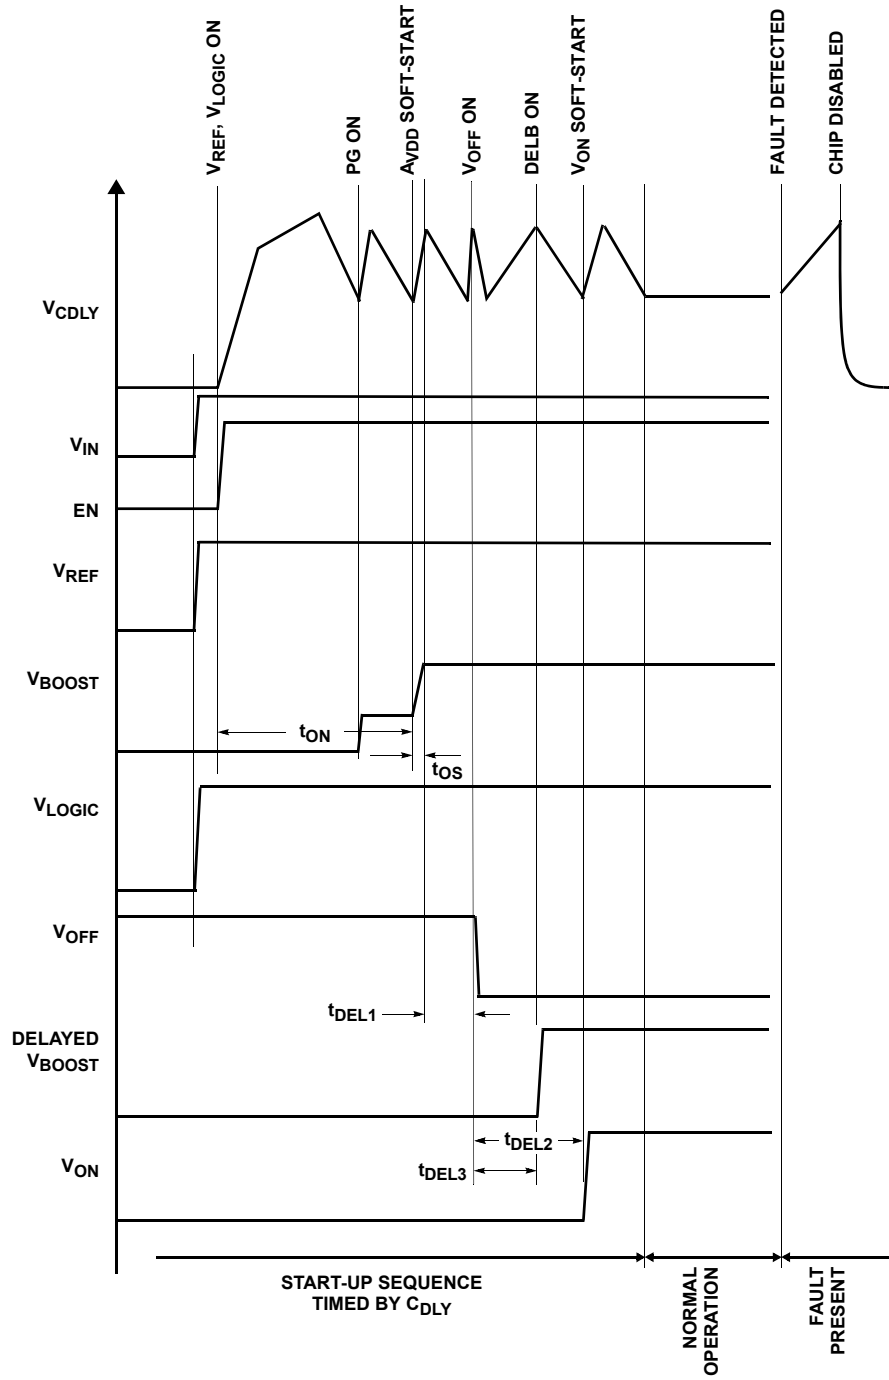 VREF, VLOGIC ON
PG ON
AVDD SOFT-START
VOFF ON
DELB ON
VON SOFT-START
FAULT DETECTED
CHIP DISABLED
VCDLY
VIN
EN
VREF
VBOOST
tON
tOS
VLOGIC
VOFF
tDEL1
DELAYED
VBOOST
tDEL2
VON
tDEL3
START-UP SEQUENCE
TIMED BY CDLY
NORMAL
OPERATION
FAULT
PRESENT